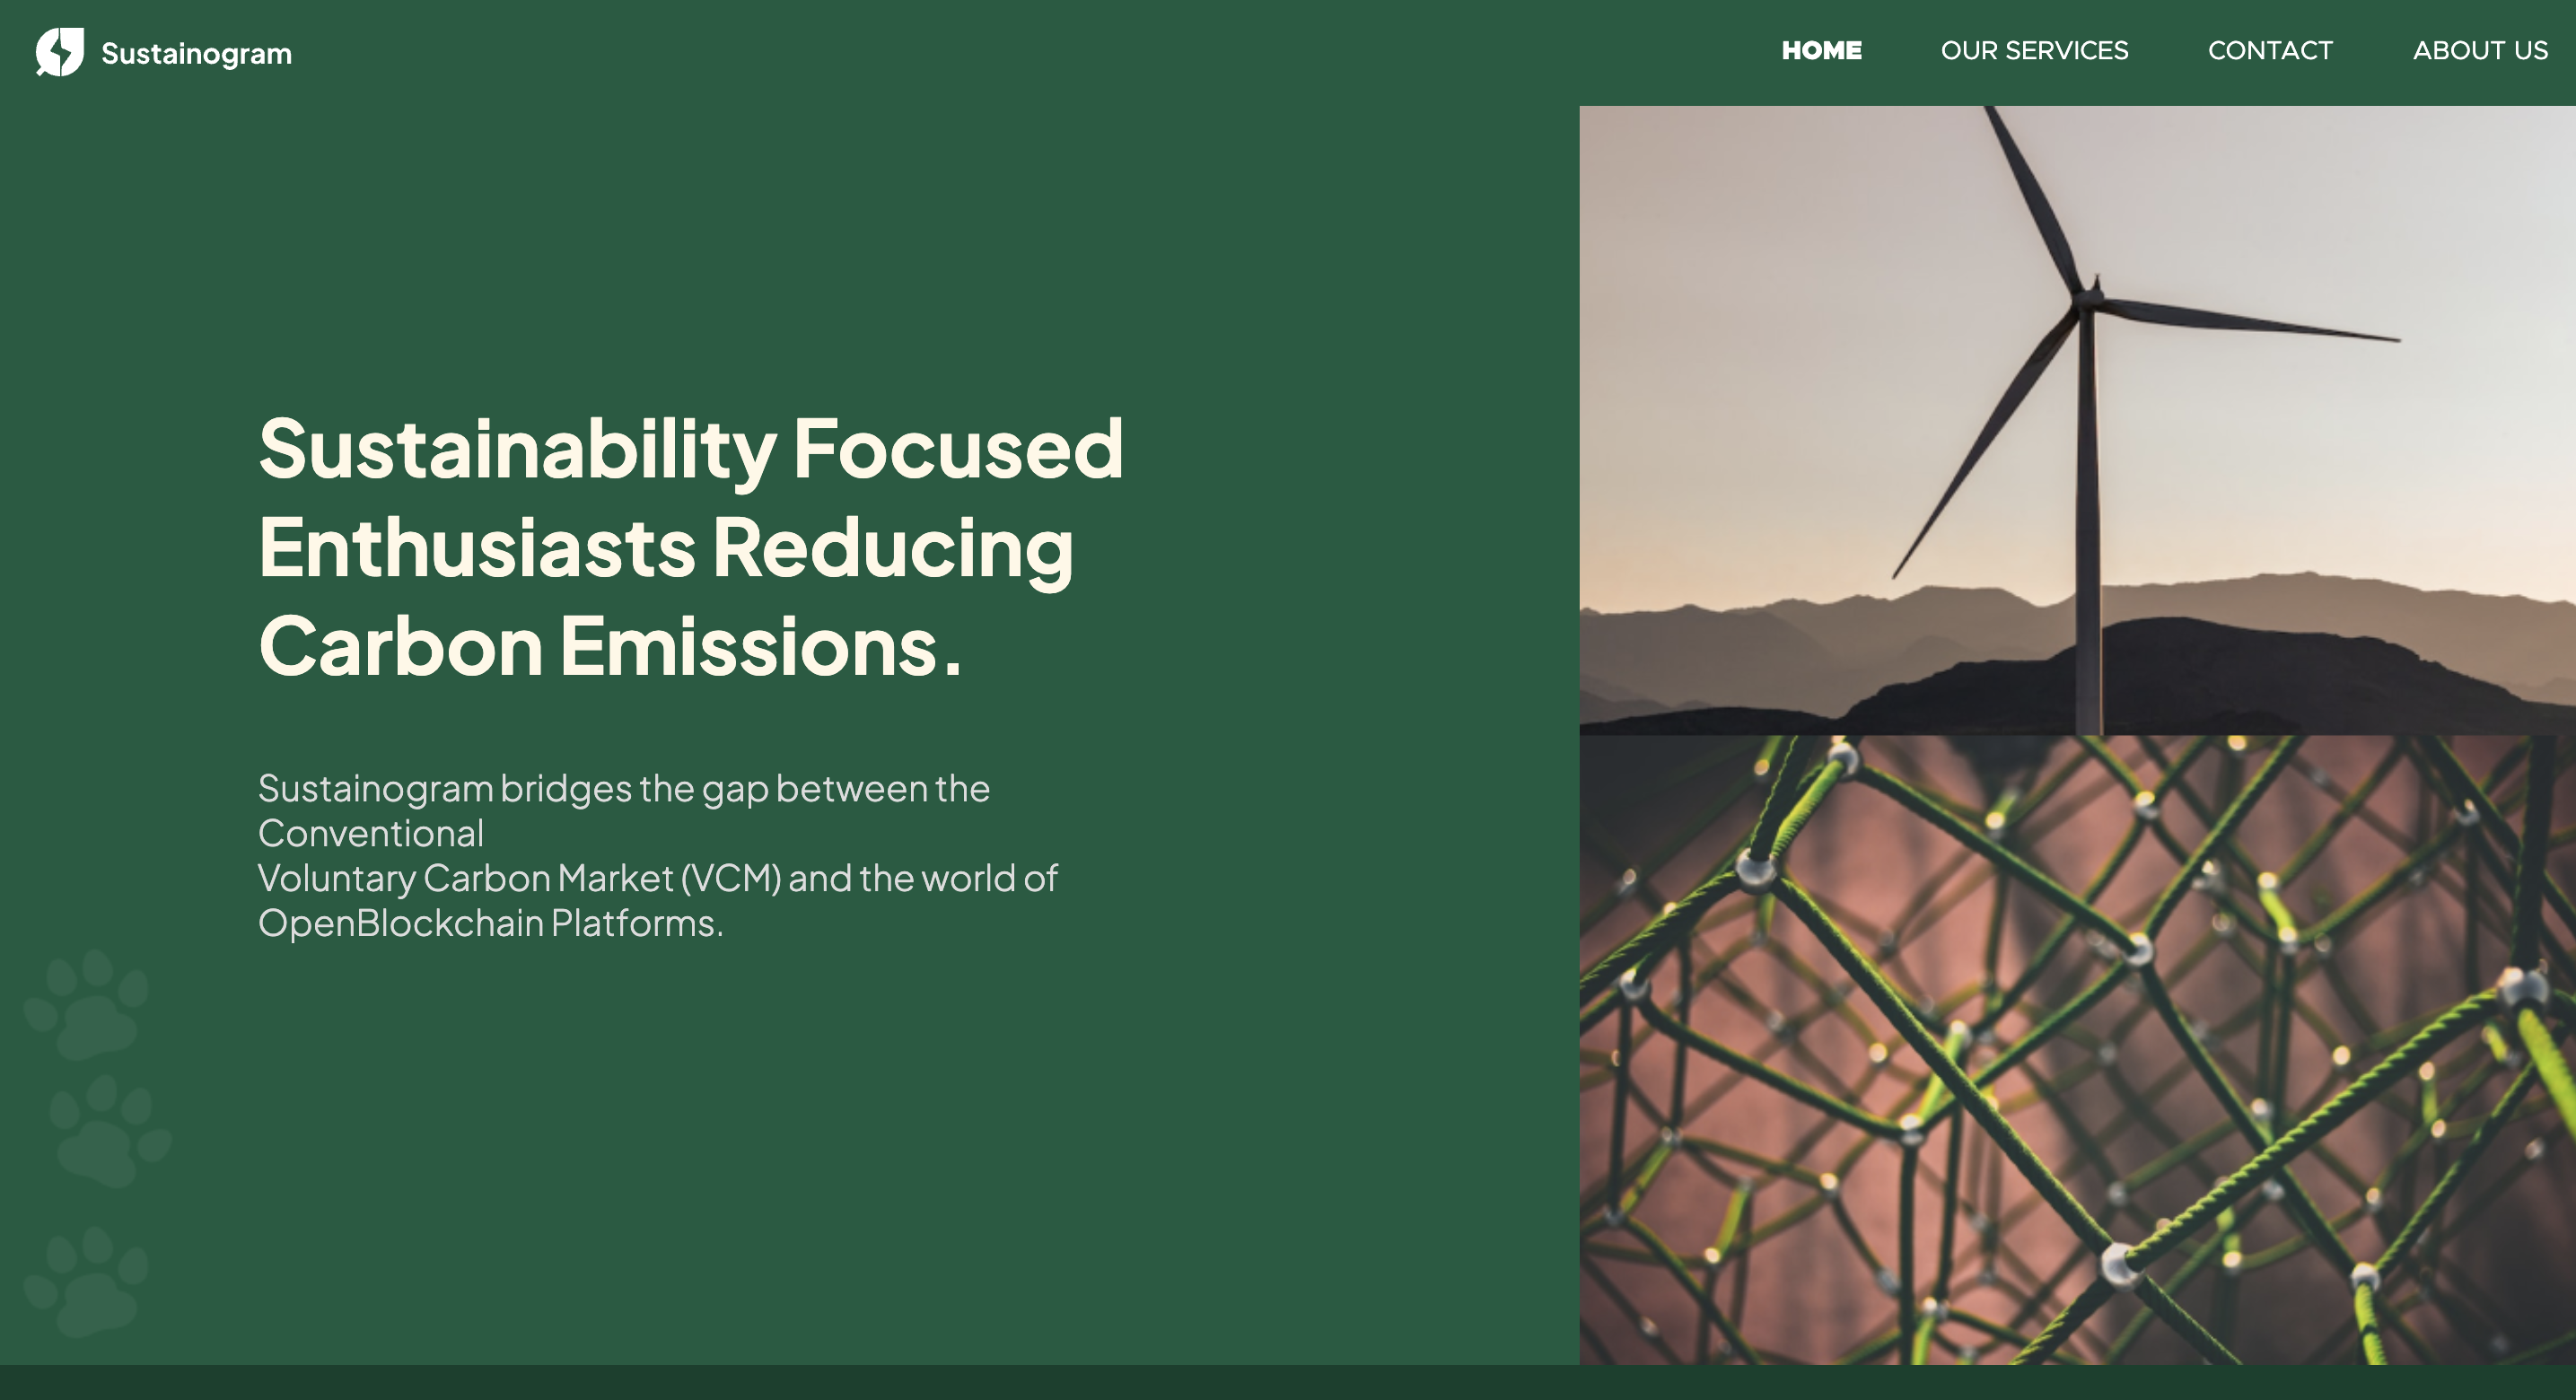 Sustainogram
HOME
OUR SERVICES
CONTACT
ABOUT US
Sustainability Focused
Enthusiasts Reducing
Carbon Emissions.
Sustainogram bridges the gap between the
Conventional
Voluntary Carbon Market (VCM) and the world of
OpenBlockchain Platforms.